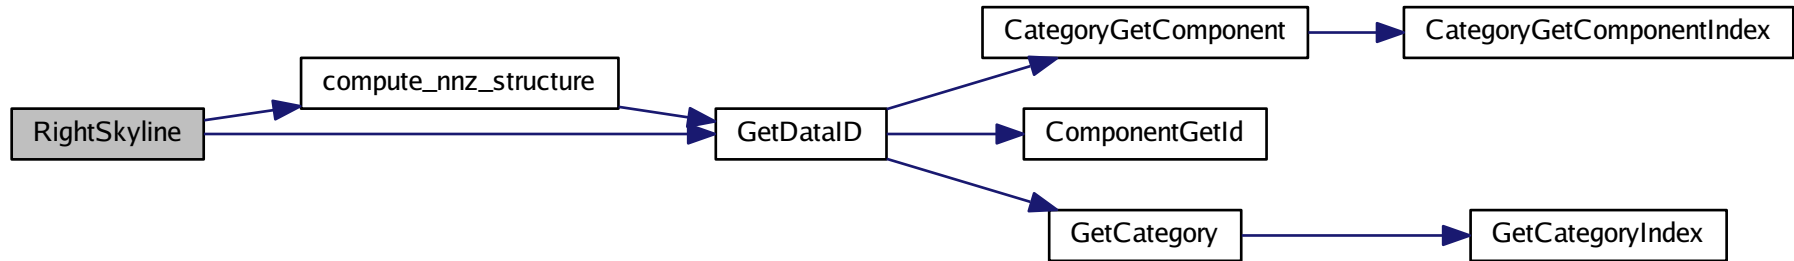 CategoryGetComponent
CategoryGetComponentIndex
compute_nnz_structure
RightSkyline
GetDataID
ComponentGetId
GetCategory
GetCategoryIndex